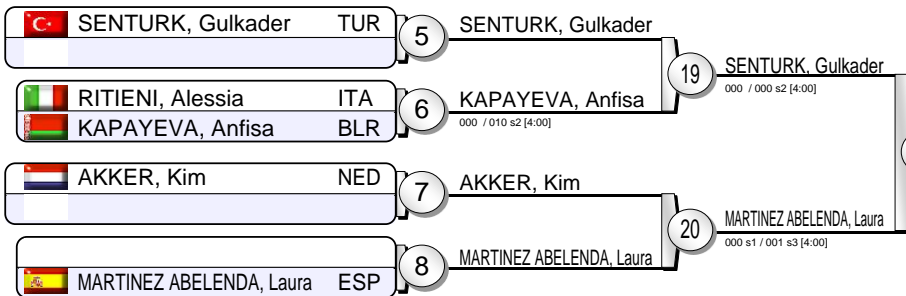 SENTURK, Gulkader TUR
5
SENTURK, Gulkader
RITIENI, Alessia ITA
KAPAYEVA, Anfisa BLR
6
KAPAYEVA, Anfisa
000 / 010 s2 [4:00]
19
SENTURK, Gulkader
000 / 000 s2 [4:00]
AKKER, Kim NED
7
AKKER, Kim
MARTINEZ ABELENDA, Laura ESP
8
MARTINEZ ABELENDA, Laura
20
MARTINEZ ABELENDA, Laura
000 s1 / 001 s3 [4:00]